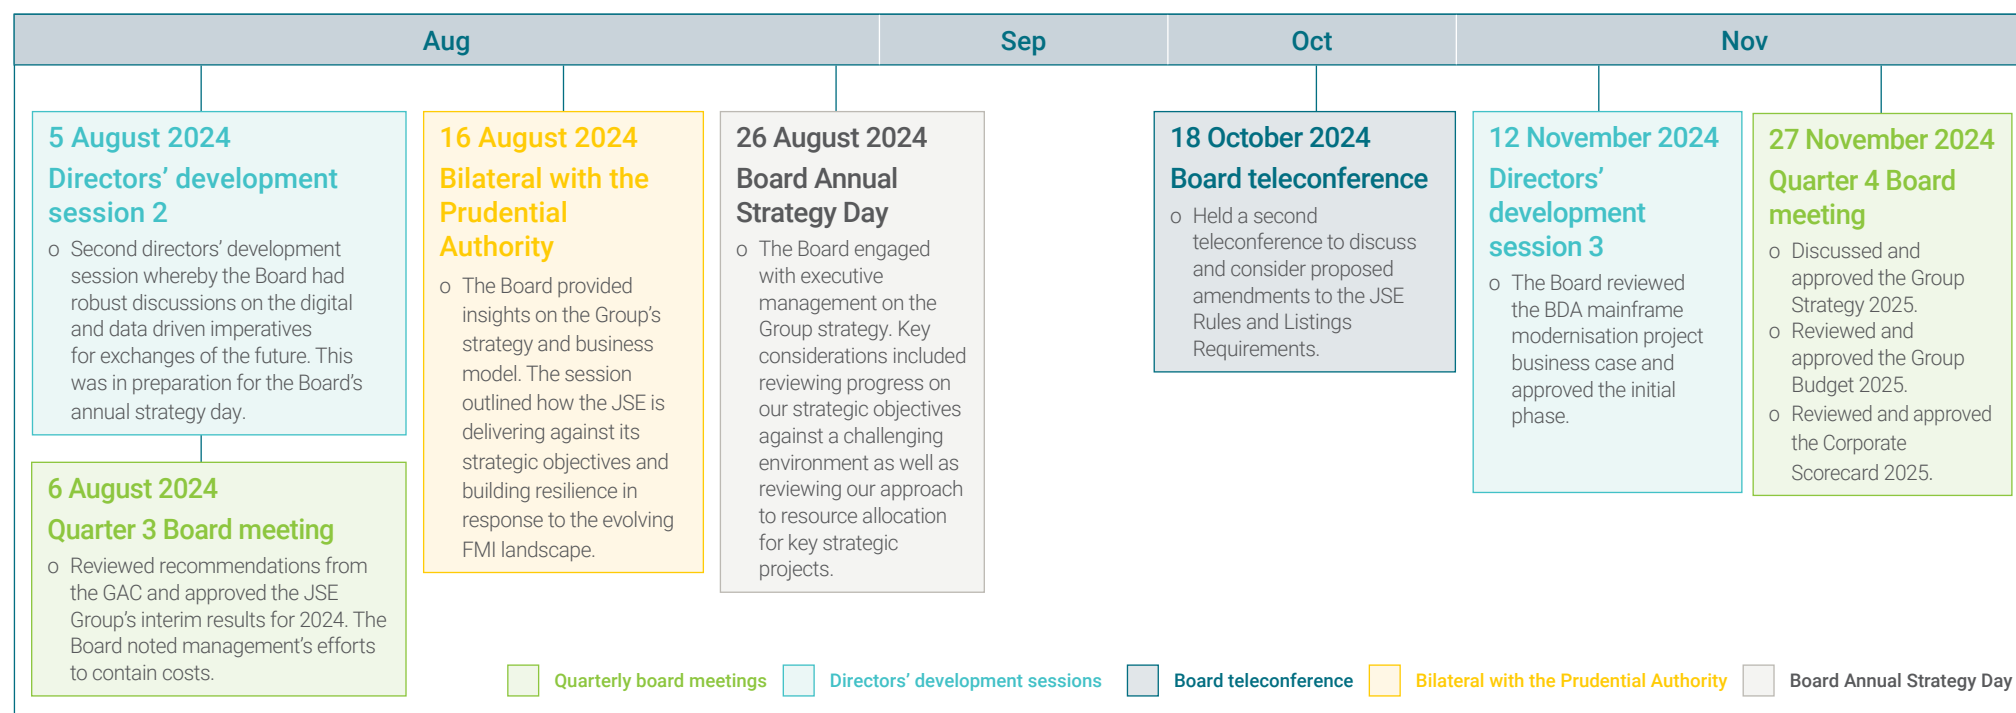 Aug
Sep
Oct
Nov
5 August 2024
Directors’ development
session 2
o Second directors’ development
session whereby the Board had
robust discussions on the digital
and data driven imperatives
for exchanges of the future. This
was in preparation for the Board’s
annual strategy day.
6 August 2024
Quarter 3 Board meeting
o Reviewed recommendations from
the GAC and approved the JSE
Group’s interim results for 2024. The
Board noted management’s efforts
to contain costs.
16 August 2024
Bilateral with the
Prudential
Authority
o The Board provided
insights on the Group’s
strategy and business
model. The session
outlined how the JSE is
delivering against its
strategic objectives and
building resilience in
response to the evolving
FMI landscape.
26 August 2024
Board Annual
Strategy Day
o The Board engaged
with executive
management on the
Group strategy. Key
considerations included
reviewing progress on
our strategic objectives
against a challenging
environment as well as
reviewing our approach
to resource allocation
for key strategic
projects.
18 October 2024
Board teleconference
o Held a second
teleconference to discuss
and consider proposed
amendments to the JSE
Rules and Listings
Requirements.
12 November 2024
Directors’
development
session 3
o The Board reviewed
the BDA mainframe
modernisation project
business case and
approved the initial
phase.
27 November 2024
Quarter 4 Board
meeting
o Discussed and
approved the Group
Strategy 2025.
o Reviewed and
approved the Group
Budget 2025.
o Reviewed and approved
the Corporate
Scorecard 2025.
Quarterly board meetings
Directors’ development sessions
Board teleconference
Bilateral with the Prudential Authority
Board Annual Strategy Day